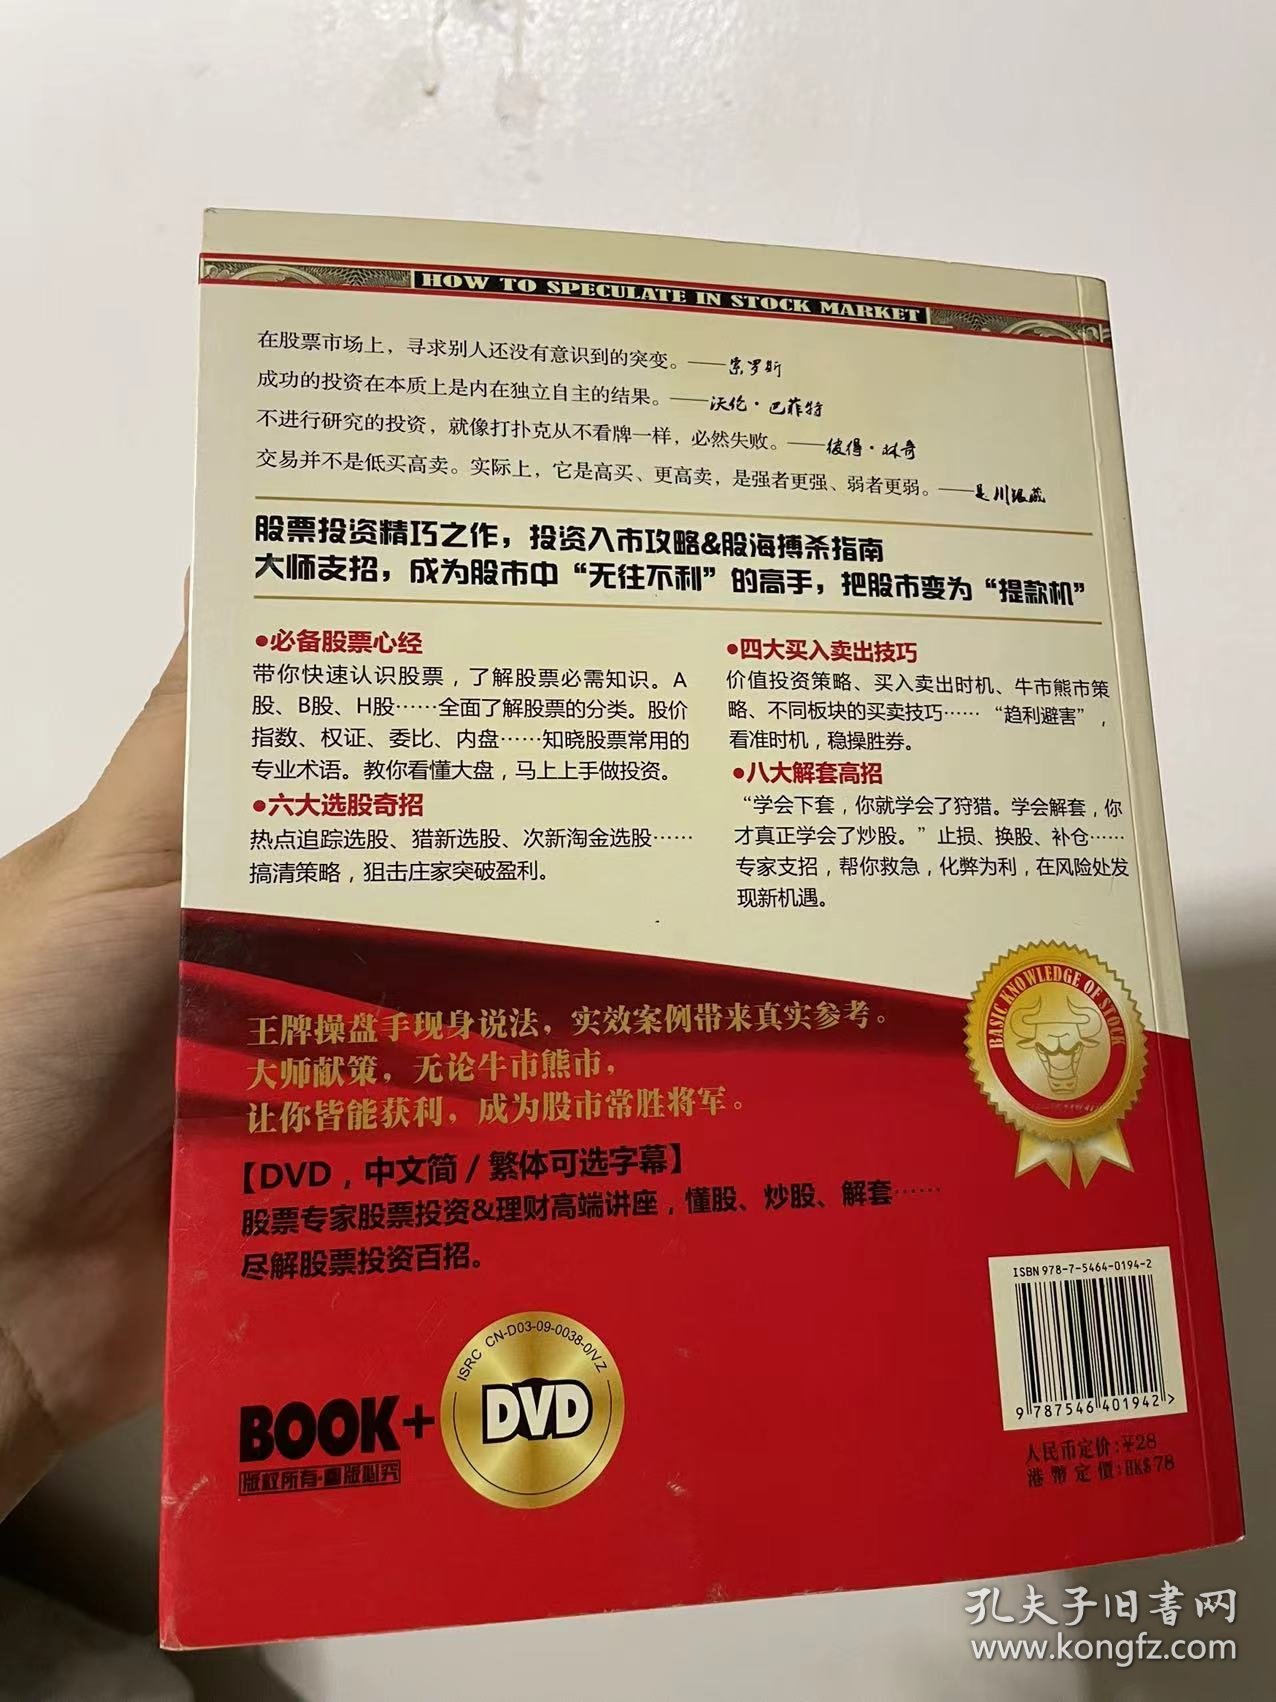 HOW TO SPECULATE IN STOCK MARKET
在股票市场上，寻求别人还没有意识到的突变。——索罗斯
成功的投资在本质上是内在独立自主的结果。——沃伦·巴菲特
不进行研究的投资，就像打扑克从不看牌一样，必然失败。——彼得·林奇
交易并不是低买高卖。实际上，它是高买、更高卖，是强者更强、弱者更弱。——是川银藏
股票投资精巧之作，投资入市攻略&股海搏杀指南
大师支招，成为股市中“无往不利”的高手，把股市变为“提款机”
●必备股票心经
带你快速认识股票，了解股票必需知识。A
股、B股、H股……全面了解股票的分类。股价
指数、权证、委比、内盘……知晓股票常用的
专业术语。教你看懂大盘，马上上手做投资。
●六大选股奇招
热点追踪选股、猎新选股、次新淘金选股……
搞清策略，狙击庄家突破盈利。
●四大买入卖出技巧
价值投资策略、买入卖出时机、牛市熊市策
略、不同板块的买卖技巧……“趋利避害”，
看准时机，稳操胜券。
●八大解套高招
“学会下套，你就学会了狩猎。学会解套，你
才真正学会了炒股。”止损、换股、补仓……
专家支招，帮你救急，化弊为利，在风险处发
现新机遇。
BASIC KNOWLEDGE OF STOCK
王牌操盘手现身说法，实效案例带来真实参考。
大师献策，无论牛市熊市，
让你皆能获利，成为股市常胜将军。
【DVD，中文简/繁体可选字幕】
股票专家股票投资&理财高端讲座，懂股、炒股、解套……
尽解股票投资百招。
ISBN 978-7-5464-0194-2
9 787546 401942 >
人民币定价:￥28
港幣定價:HK$78
BOOK+
版权所有·翻版必究
ISRC CN-D03-09-0038-0/V.Z
DVD
孔夫子旧书网
www.kongfz.com